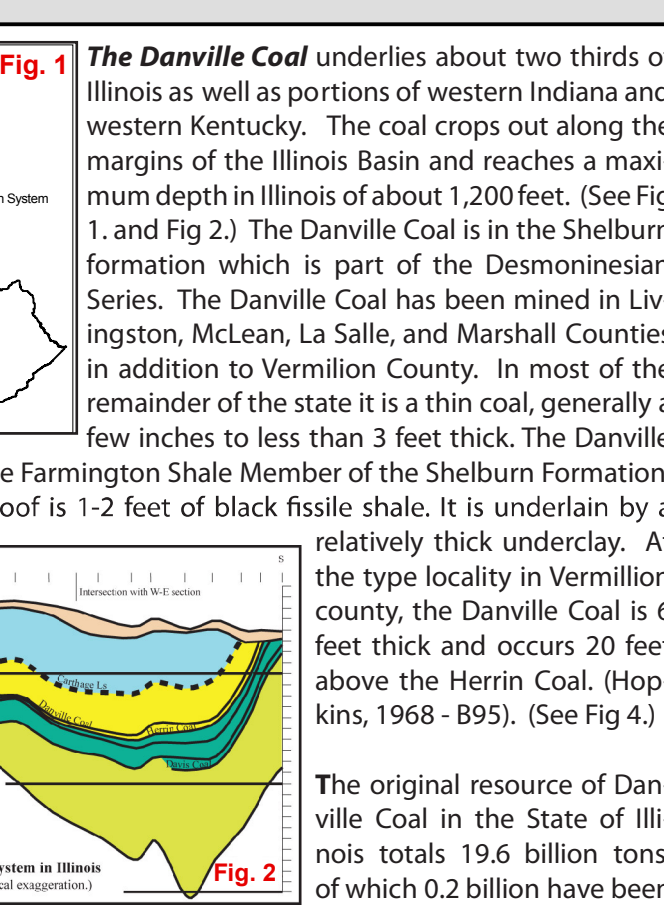 Fig. 1
n System
The Danville Coal underlies about two thirds of
Illinois as well as portions of western Indiana and
western Kentucky. The coal crops out along the
margins of the Illinois Basin and reaches a maxi-
mum depth in Illinois of about 1,200 feet. (See Fig
1. and Fig 2.) The Danville Coal is in the Shelburn
formation which is part of the Desmoninesian
Series. The Danville Coal has been mined in Liv-
ingston, McLean, La Salle, and Marshall Counties
in addition to Vermilion County. In most of the
remainder of the state it is a thin coal, generally a
few inches to less than 3 feet thick. The Danville
e Farmington Shale Member of the Shelburn Formation
oof is 1-2 feet of black fissile shale. It is underlain by a
relatively thick underclay. At
the type locality in Vermillion
county, the Danville Coal is 6
feet thick and occurs 20 feet
above the Herrin Coal. (Hop-
kins, 1968 - B95). (See Fig 4.)
The original resource of Dan-
ville Coal in the State of Illi-
nois totals 19.6 billion tons
of which 0.2 billion have been
S
Intersection with W-E section
Carthage Ls
Danville Coal
Herrin Coal
Davis Coal
ystem in Illinois
cal exaggeration.)
Fig. 2